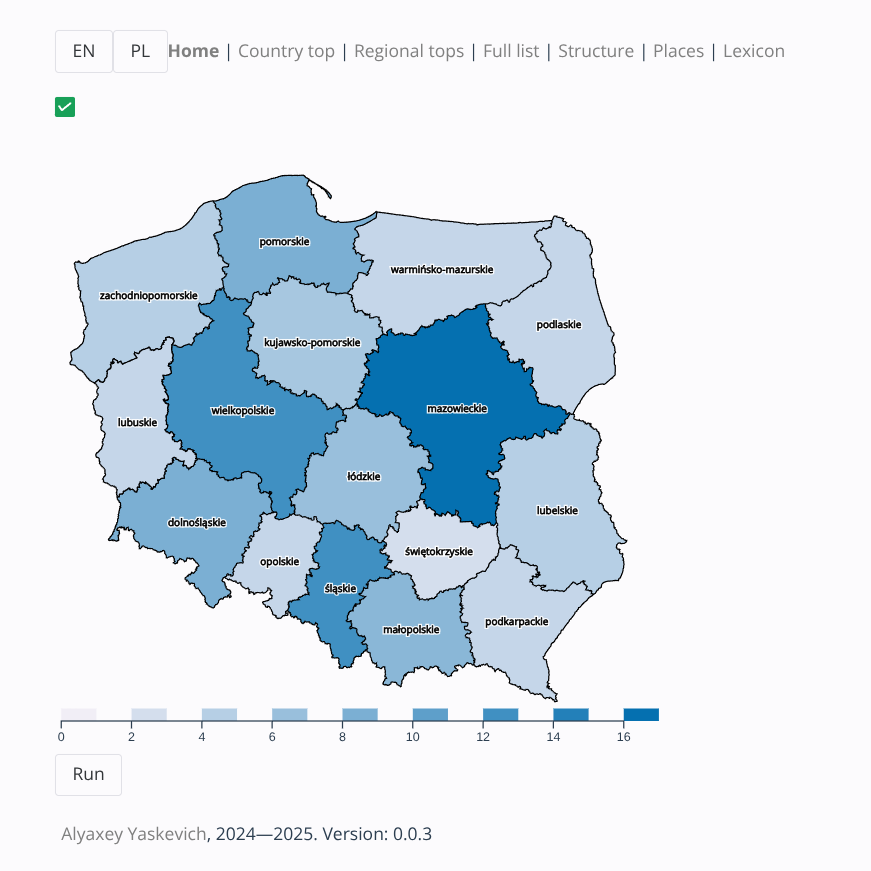 EN PL Home | Country top | Regional tops | Full list | Structure | Places | Lexicon
pomorskie
warmińsko-mazurskie
zachodniopomorskie
podlaskie
kujawsko-pomorskie
wielkopolskie
mazowieckie
lubuskie
łódzkie
lubelskie
dolnośląskie
świętokrzyskie
opolskie
śląskie
podkarpackie
małopolskie
0 2 4 6 8 10 12 14 16
Run
Alyaxey Yaskevich, 2024—2025. Version: 0.0.3